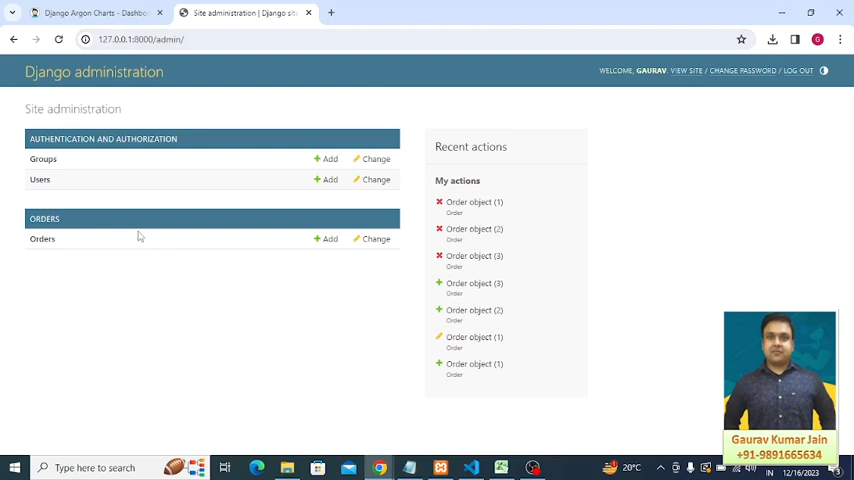 Django Argon Charts - Dashbo
Site administration | Django sit
127.0.0.1:8000/admin/
G
Django administration
WELCOME, GAURAV. VIEW SITE / CHANGE PASSWORD / LOG OUT
Site administration
AUTHENTICATION AND AUTHORIZATION
Groups Add Change
Users Add Change
ORDERS
Orders Add Change
Recent actions
My actions
Order object (1)
Order
Order object (2)
Order
Order object (3)
Order
Order object (3)
Order
Order object (2)
Order
Order object (1)
Order
Order object (1)
Order
Gaurav Kumar Jain
+91-9891665634
Type here to search
20°C
IN
12/16/2023
3